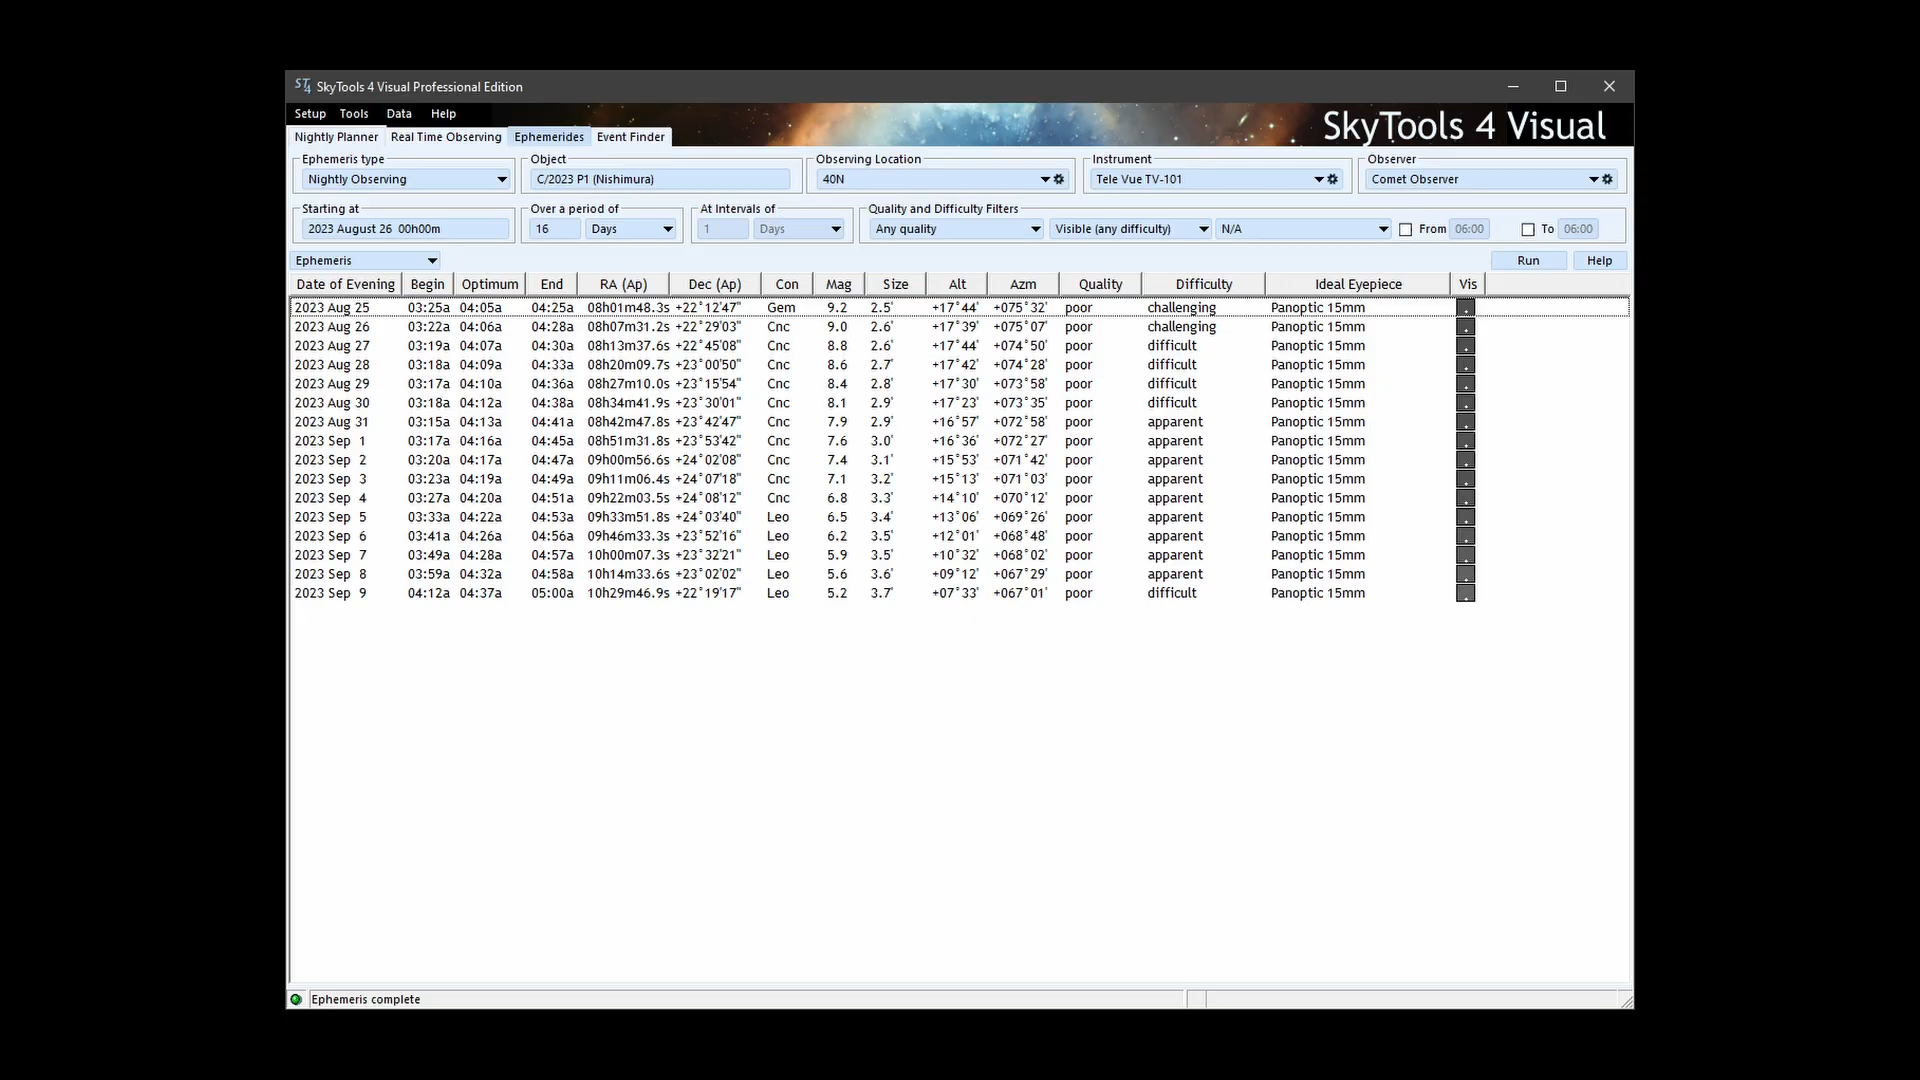 ST4 SkyTools 4 Visual Professional Edition
Setup Tools Data Help
SkyTools 4 Visual
Nightly Planner Real Time Observing Ephemerides Event Finder
Ephemeris type Object Observing Location Instrument Observer
Nightly Observing C/2023 P1 (Nishimura) 40N Tele Vue TV-101 Comet Observer
Starting at Over a period of At Intervals of Quality and Difficulty Filters
2023 August 26 00h00m 16 Days 1 Days Any quality Visible (any difficulty) N/A From 06:00 To 06:00
Ephemeris Run Help
Date of Evening Begin Optimum End RA (Ap) Dec (Ap) Con Mag Size Alt Azm Quality Difficulty Ideal Eyepiece Vis
2023 Aug 25 03:25a 04:05a 04:25a 08h01m48.3s +22°12'47" Gem 9.2 2.5' +17°44' +075°32' poor challenging Panoptic 15mm .
2023 Aug 26 03:22a 04:06a 04:28a 08h07m31.2s +22°29'03" Cnc 9.0 2.6' +17°39' +075°07' poor challenging Panoptic 15mm .
2023 Aug 27 03:19a 04:07a 04:30a 08h13m37.6s +22°45'08" Cnc 8.8 2.6' +17°44' +074°50' poor difficult Panoptic 15mm .
2023 Aug 28 03:18a 04:09a 04:33a 08h20m09.7s +23°00'50" Cnc 8.6 2.7' +17°42' +074°28' poor difficult Panoptic 15mm .
2023 Aug 29 03:17a 04:10a 04:36a 08h27m10.0s +23°15'54" Cnc 8.4 2.8' +17°30' +073°58' poor difficult Panoptic 15mm .
2023 Aug 30 03:18a 04:12a 04:38a 08h34m41.9s +23°30'01" Cnc 8.1 2.9' +17°23' +073°35' poor difficult Panoptic 15mm .
2023 Aug 31 03:15a 04:13a 04:41a 08h42m47.8s +23°42'47" Cnc 7.9 2.9' +16°57' +072°58' poor apparent Panoptic 15mm .
2023 Sep 1 03:17a 04:16a 04:45a 08h51m31.8s +23°53'42" Cnc 7.6 3.0' +16°36' +072°27' poor apparent Panoptic 15mm .
2023 Sep 2 03:20a 04:17a 04:47a 09h00m56.6s +24°02'08" Cnc 7.4 3.1' +15°53' +071°42' poor apparent Panoptic 15mm .
2023 Sep 3 03:23a 04:19a 04:49a 09h11m06.4s +24°07'18" Cnc 7.1 3.2' +15°13' +071°03' poor apparent Panoptic 15mm .
2023 Sep 4 03:27a 04:20a 04:51a 09h22m03.5s +24°08'12" Cnc 6.8 3.3' +14°10' +070°12' poor apparent Panoptic 15mm .
2023 Sep 5 03:33a 04:22a 04:53a 09h33m51.8s +24°03'40" Leo 6.5 3.4' +13°06' +069°26' poor apparent Panoptic 15mm .
2023 Sep 6 03:41a 04:26a 04:56a 09h46m33.3s +23°52'16" Leo 6.2 3.5' +12°01' +068°48' poor apparent Panoptic 15mm .
2023 Sep 7 03:49a 04:28a 04:57a 10h00m07.3s +23°32'21" Leo 5.9 3.5' +10°32' +068°02' poor apparent Panoptic 15mm .
2023 Sep 8 03:59a 04:32a 04:58a 10h14m33.6s +23°02'02" Leo 5.6 3.6' +09°12' +067°29' poor apparent Panoptic 15mm .
2023 Sep 9 04:12a 04:37a 05:00a 10h29m46.9s +22°19'17" Leo 5.2 3.7' +07°33' +067°01' poor difficult Panoptic 15mm .
Ephemeris complete